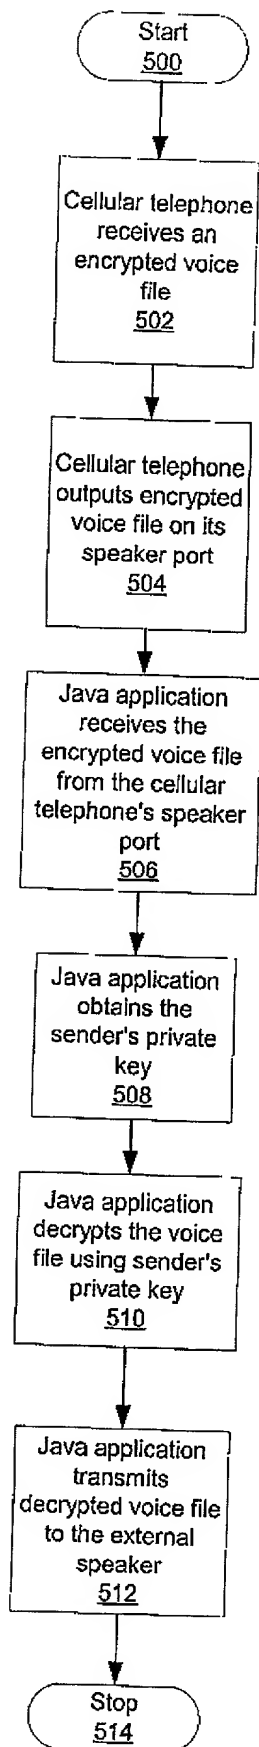 Start
500
Cellular telephone
receives an
encrypted voice
file
502
Cellular telephone
outputs encrypted
voice file on its
speaker port
504
Java application
receives the
encrypted voice file
from the cellular
telephone's speaker
port
506
Java application
obtains the
sender's private
key
508
Java application
decrypts the voice
file using sender's
private key
510
Java application
transmits
decrypted voice file
to the external
speaker
512
Stop
514